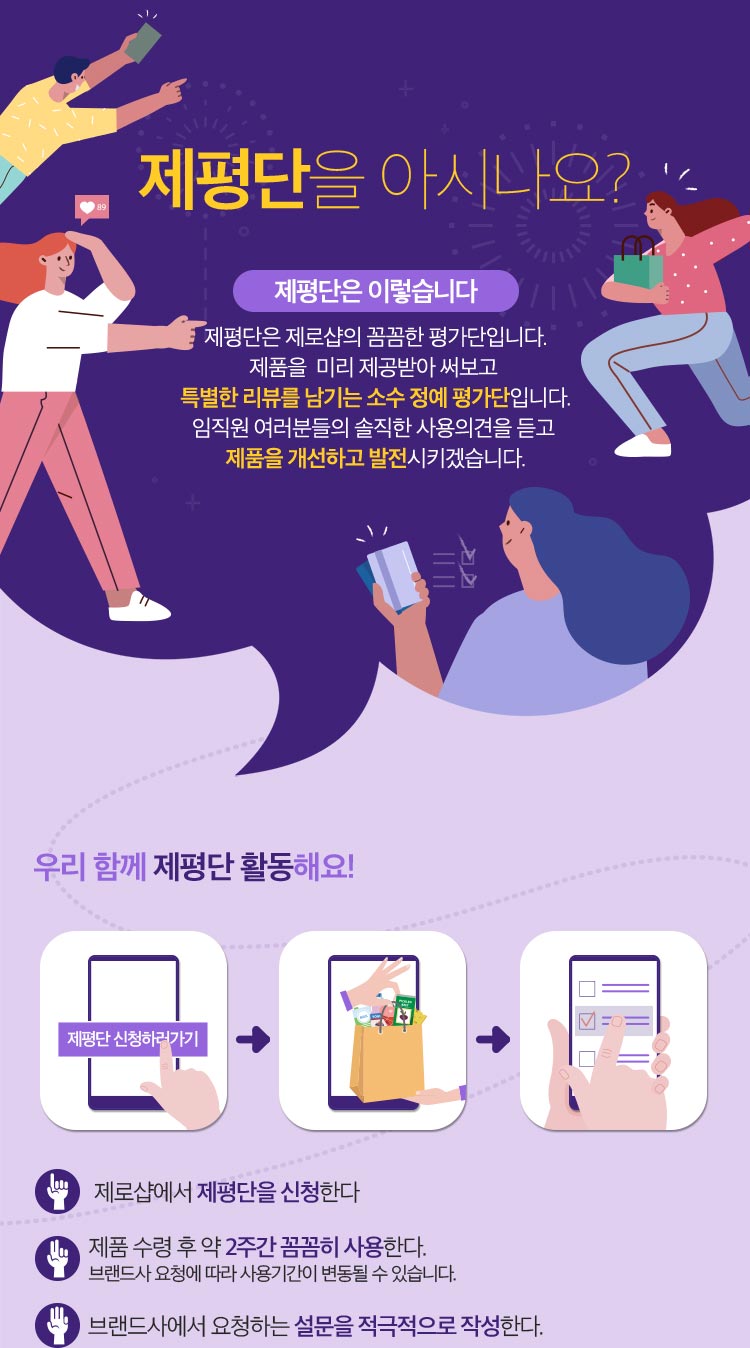 제평단을 아시나요?
89
제평단은 이렇습니다
제평단은 제로샵의 꼼꼼한 평가단입니다.
제품을 미리 제공받아 써보고
특별한 리뷰를 남기는 소수 정예 평가단입니다.
임직원 여러분들의 솔직한 사용의견을 듣고
제품을 개선하고 발전시키겠습니다.
우리 함께 제평단 활동해요!
제평단 신청하러가기
제로샵에서 제평단을 신청한다
제품 수령 후 약 2주간 꼼꼼히 사용한다.
브랜드사 요청에 따라 사용기간이 변동될 수 있습니다.
브랜드사에서 요청하는 설문을 적극적으로 작성한다.